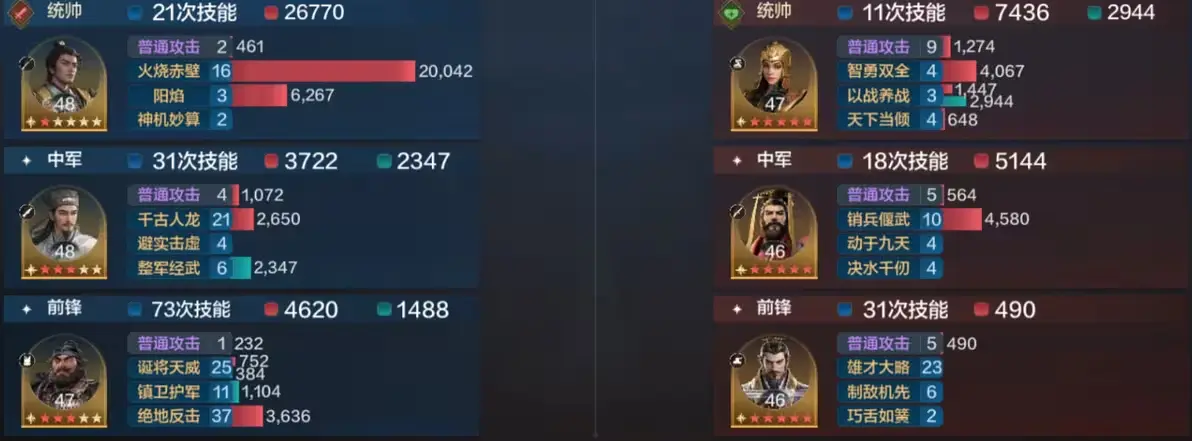 统帅 21次技能 26770
普通攻击 2 461
火烧赤壁 16 20,042
阳焰 3 6,267
神机妙算 2
48
中军 31次技能 3722 2347
普通攻击 4 1,072
千古人龙 21 2,650
避实击虚 4
整军经武 6 2,347
48
前锋 73次技能 4620 1488
普通攻击 1 232
诞将天威 25 752
384
镇卫护军 11 1,104
绝地反击 37 3,636
47
统帅 11次技能 7436 2944
普通攻击 9 1,274
智勇双全 4 4,067
以战养战 3 1,447
2,944
天下当倾 4 648
47
中军 18次技能 5144
普通攻击 5 564
销兵偃武 10 4,580
动于九天 4
决水千仞 4
46
前锋 31次技能 490
普通攻击 5 490
雄才大略 23
制敌机先 6
巧舌如簧 2
46